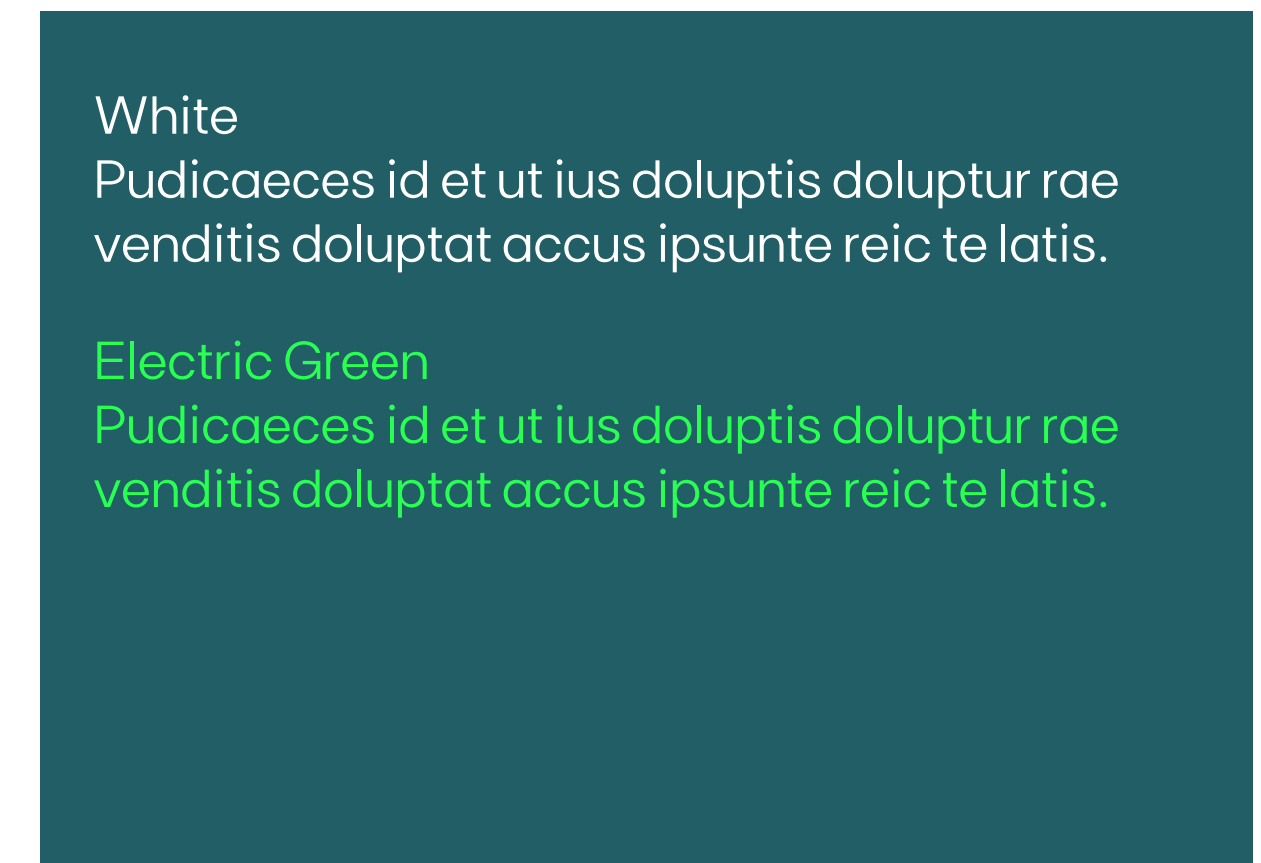 White
Pudicaeces id et ut ius doluptis doluptur rae
venditis doluptat accus ipsunte reic te latis.
Electric Green
Pudicaeces id et ut ius doluptis doluptur rae
venditis doluptat accus ipsunte reic te latis.